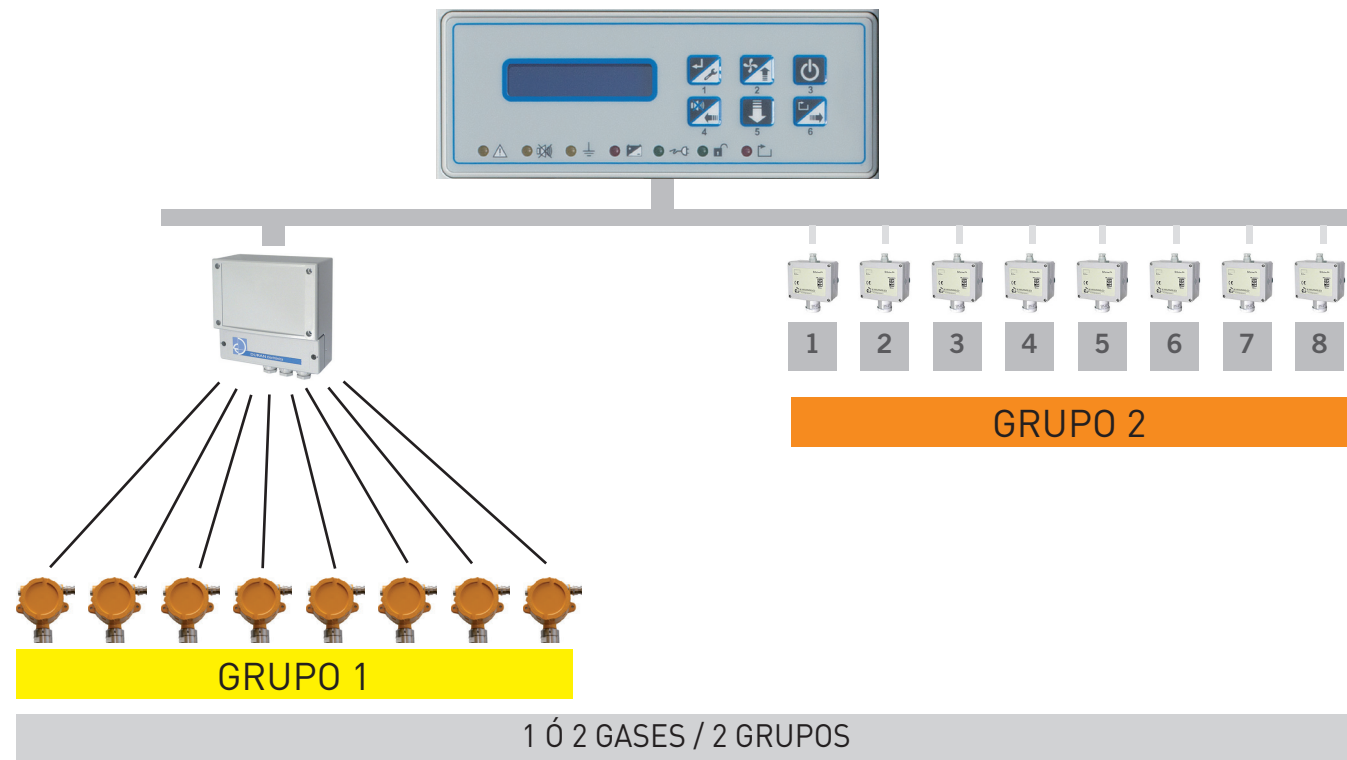 1 2 3
4 5 6
1 2 3 4 5 6 7 8
GRUPO 2
GRUPO 1
1 Ó 2 GASES / 2 GRUPOS